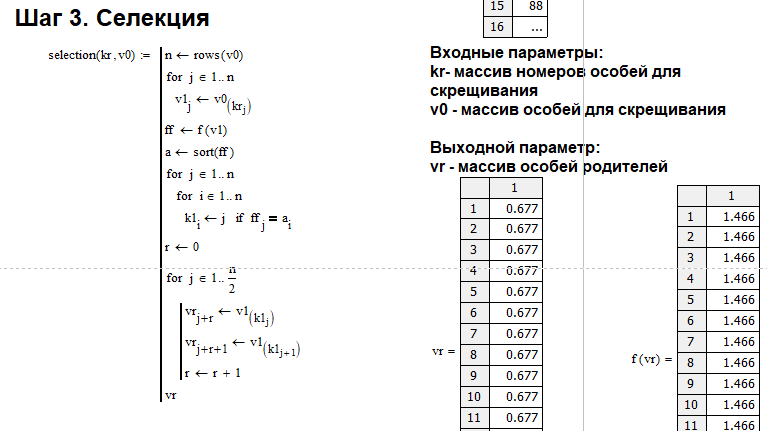 Шаг 3. Селекция
15 88
16 ...
selection(kr, v0) :=
n ← rows(v0)
for j ∈ 1.. n
v1_j ← v0_(kr_j)
ff ← f(v1)
a ← sort(ff)
for j ∈ 1.. n
for i ∈ 1.. n
k1_i ← j if ff_j = a_i
r ← 0
for j ∈ 1.. n/2
vr_j+r ← v1_(k1_j)
vr_j+r+1 ← v1_(k1_j+1)
r ← r + 1
vr
Входные параметры:
kr- массив номеров особей для
скрещивания
v0 - массив особей для скрещивания
Выходной параметр:
vr - массив особей родителей
vr =
1
1 0.677
2 0.677
3 0.677
4 0.677
5 0.677
6 0.677
7 0.677
8 0.677
9 0.677
10 0.677
11 0.677
f(vr) =
1
1 1.466
2 1.466
3 1.466
4 1.466
5 1.466
6 1.466
7 1.466
8 1.466
9 1.466
10 1.466
11 1.466